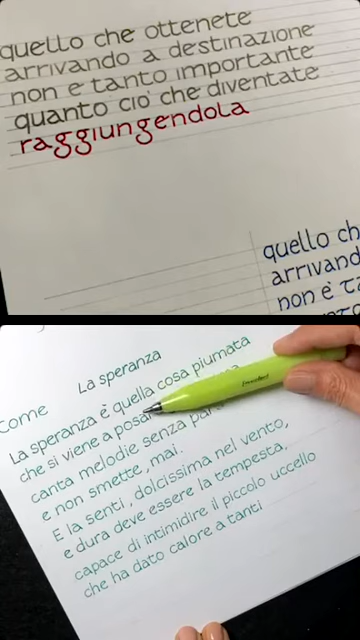 quello che ottenete
arrivando a destinazione
non e tanto importante
quanto ciò che diventate
raggiungendola
quello ch
arrivand
non è ta
La speranza
come
La speranza è quella cosa piumata
che si viene a posar
canta melodie senza par
e non smette, mai.
E la senti, dolcissima nel vento,
e dura deve essere la tempesta,
capace di intimidire il piccolo uccello
che ha dato calore a tanti